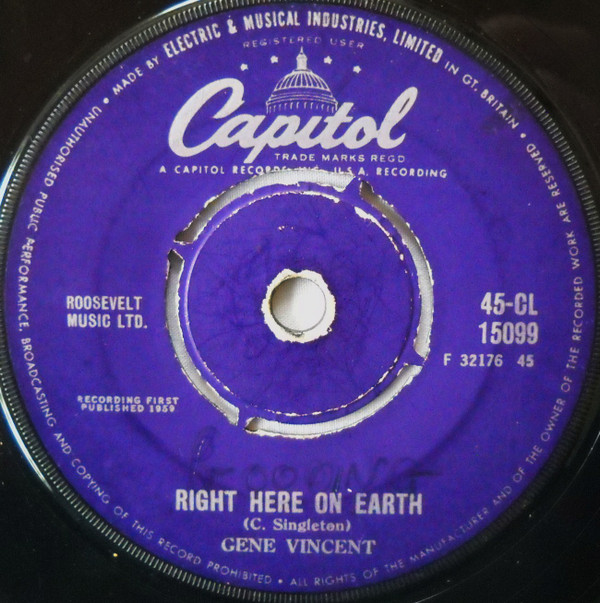 MADE BY ELECTRIC & MUSICAL INDUSTRIES, LIMITED IN GT. BRITAIN •
REGISTERED USER
Capitol
TRADE MARKS REGD
A CAPITOL RECORDS, INC., U.S.A. RECORDING
ROOSEVELT
MUSIC LTD.
45-CL
15099
F 32176 45
RECORDING FIRST
PUBLISHED 1959
RIGHT HERE ON EARTH
(C. Singleton)
GENE VINCENT
UNAUTHORISED PUBLIC PERFORMANCE, BROADCASTING AND COPYING OF THIS RECORD PROHIBITED • ALL RIGHTS OF THE MANUFACTURER AND OF THE OWNER OF THE RECORDED WORK ARE RESERVED •